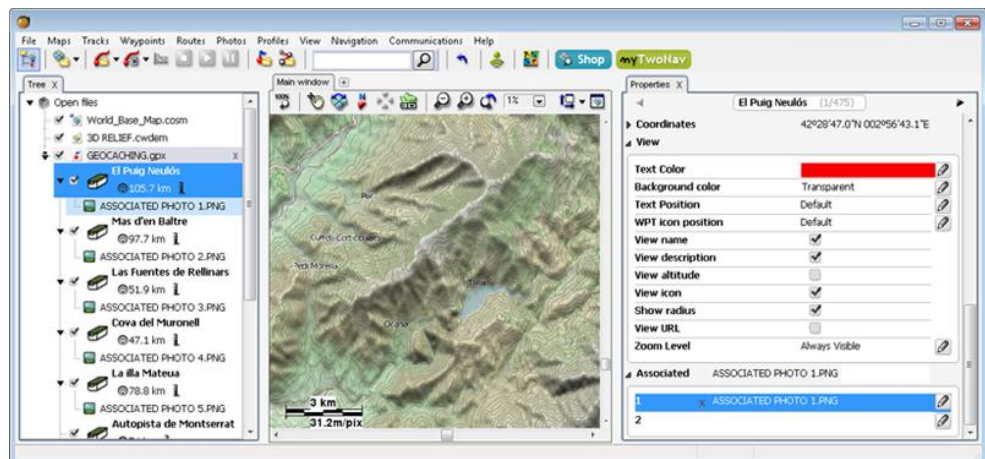 File Maps Tracks Waypoints Routes Photos Profiles View Navigation Communications Help
100%
Shop
myTwoNav
Tree X
Open files
World_Base_Map.cosm
3D RELIEF.cwdem
GEOCACHING.gpx x
El Puig Neulós
105.7 km
ASSOCIATED PHOTO 1.PNG
Mas d'en Baltre
97.7 km
ASSOCIATED PHOTO 2.PNG
Las Fuentes de Rellinars
51.9 km
ASSOCIATED PHOTO 3.PNG
Cova del Muronell
47.1 km
ASSOCIATED PHOTO 4.PNG
La illa Mateua
78.8 km
ASSOCIATED PHOTO 5.PNG
Autopista de Montserrat
Main window
1%
3 km
31.2m/pix
Properties X
El Puig Neulós (1/475)
Coordinates 42º28'47.0"N 002º56'43.1"E
View
Text Color
Background color Transparent
Text Position Default
WPT icon position Default
View name
View description
View altitude
View icon
Show radius
View URL
Zoom Level Always Visible
Associated ASSOCIATED PHOTO 1.PNG
1 x ASSOCIATED PHOTO 1.PNG
2